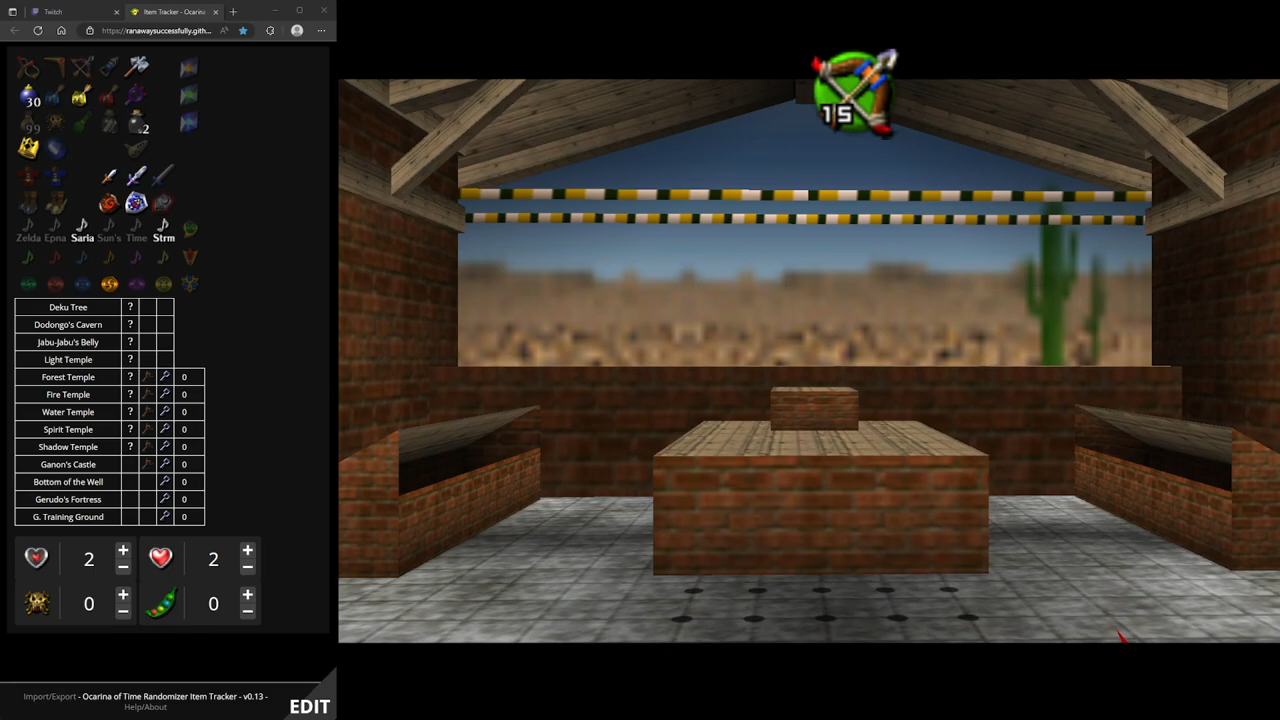 Twitch
Item Tracker - Ocarina
https://ranawaysuccessfully.gith...
30
99
2
Zelda Epna Saria Sun's Time Strm
Deku Tree ?
Dodongo's Cavern ?
Jabu-Jabu's Belly ?
Light Temple ?
Forest Temple ? 0
Fire Temple ? 0
Water Temple ? 0
Spirit Temple ? 0
Shadow Temple ? 0
Ganon's Castle 0
Bottom of the Well 0
Gerudo's Fortress 0
G. Training Ground 0
2 + − 2 + −
0 + − 0 + −
Import/Export - Ocarina of Time Randomizer Item Tracker - v0.13 -
Help/About
EDIT
15